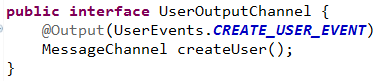 public interface UserOutputChannel {
    @Output(UserEvents.CREATE_USER_EVENT)
    MessageChannel createUser();
}